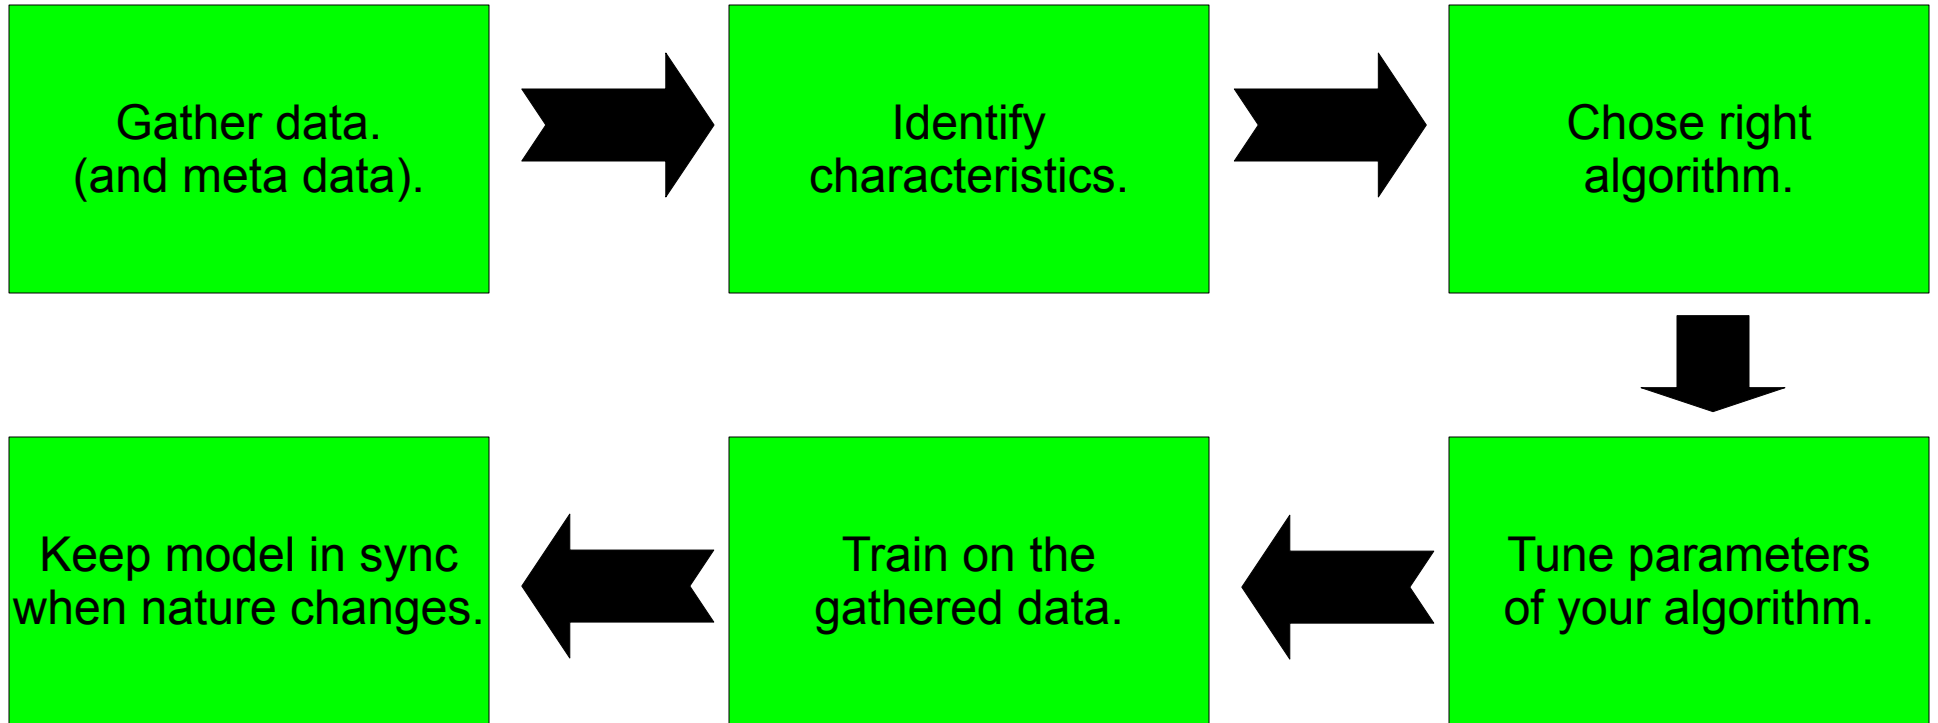 Gather data.
(and meta data).
Identify
characteristics.
Chose right
algorithm.
Tune parameters
of your algorithm.
Train on the
gathered data.
Keep model in sync
when nature changes.